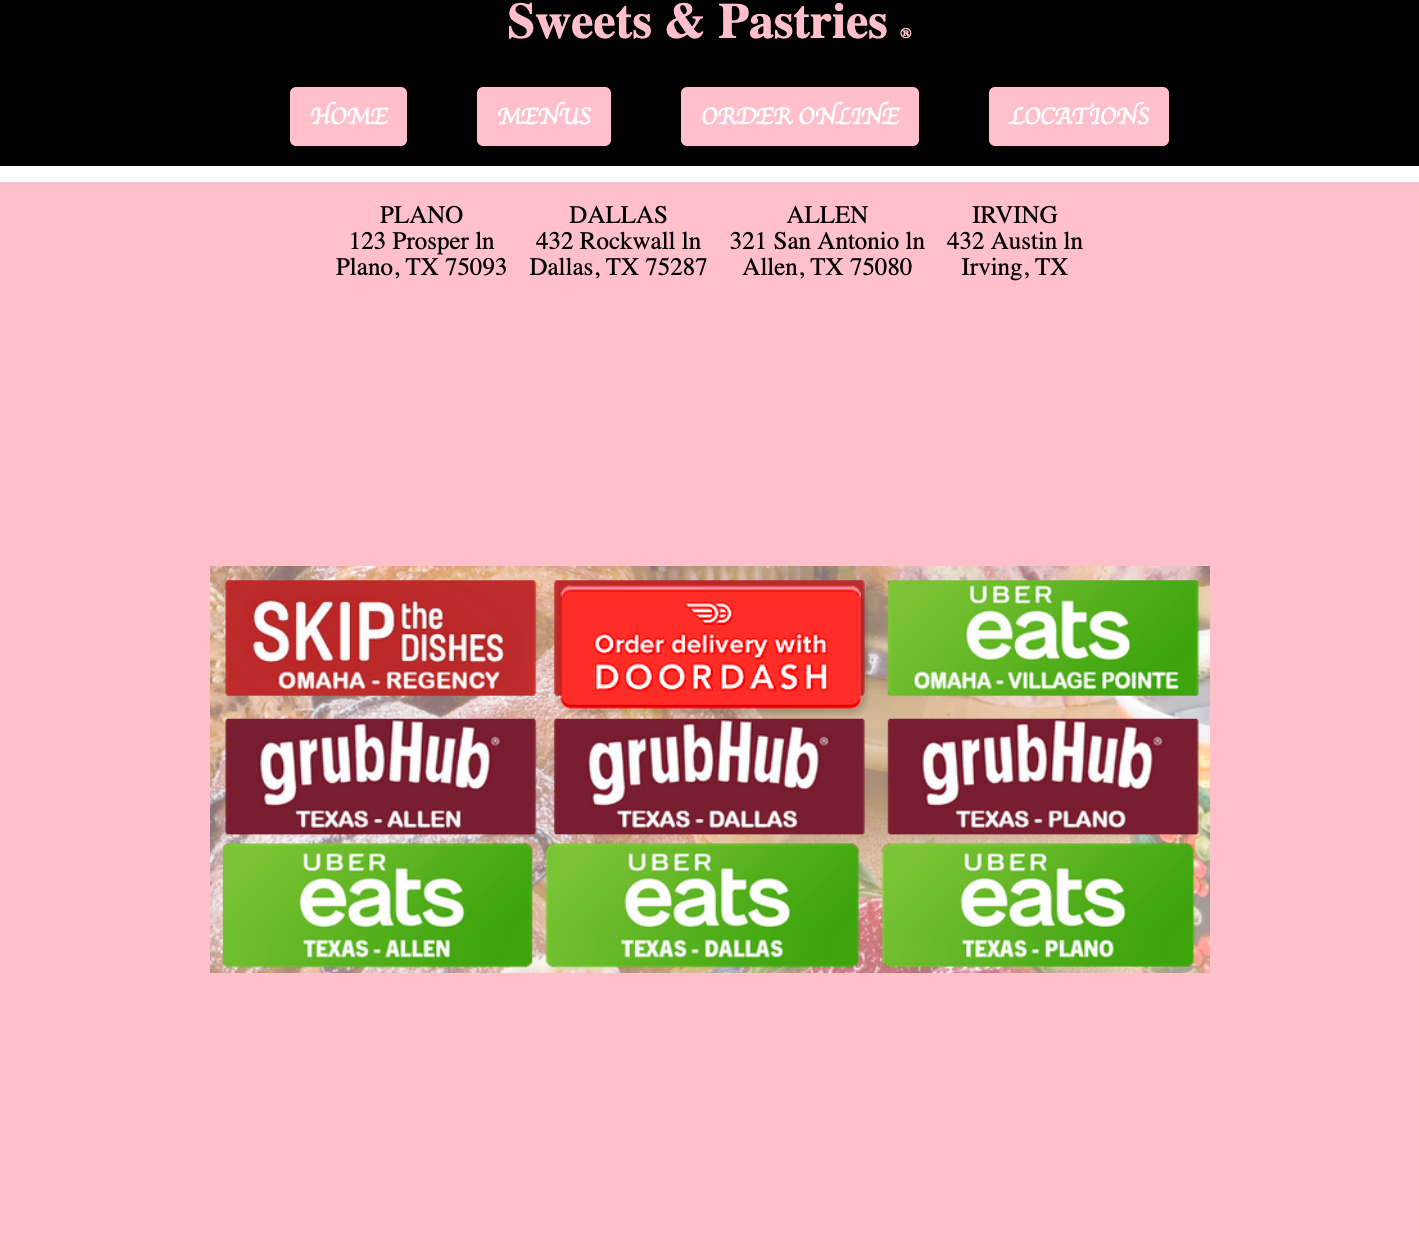 Sweets & Pastries ®
HOME MENUS ORDER ONLINE LOCATIONS
PLANO DALLAS ALLEN IRVING
123 Prosper ln 432 Rockwall ln 321 San Antonio ln 432 Austin ln
Plano, TX 75093 Dallas, TX 75287 Allen, TX 75080 Irving, TX
SKIP the DISHES
OMAHA - REGENCY
Order delivery with
DOORDASH
UBER
eats
OMAHA - VILLAGE POINTE
grubHub®
TEXAS - ALLEN
grubHub®
TEXAS - DALLAS
grubHub®
TEXAS - PLANO
UBER
eats
TEXAS - ALLEN
UBER
eats
TEXAS - DALLAS
UBER
eats
TEXAS - PLANO